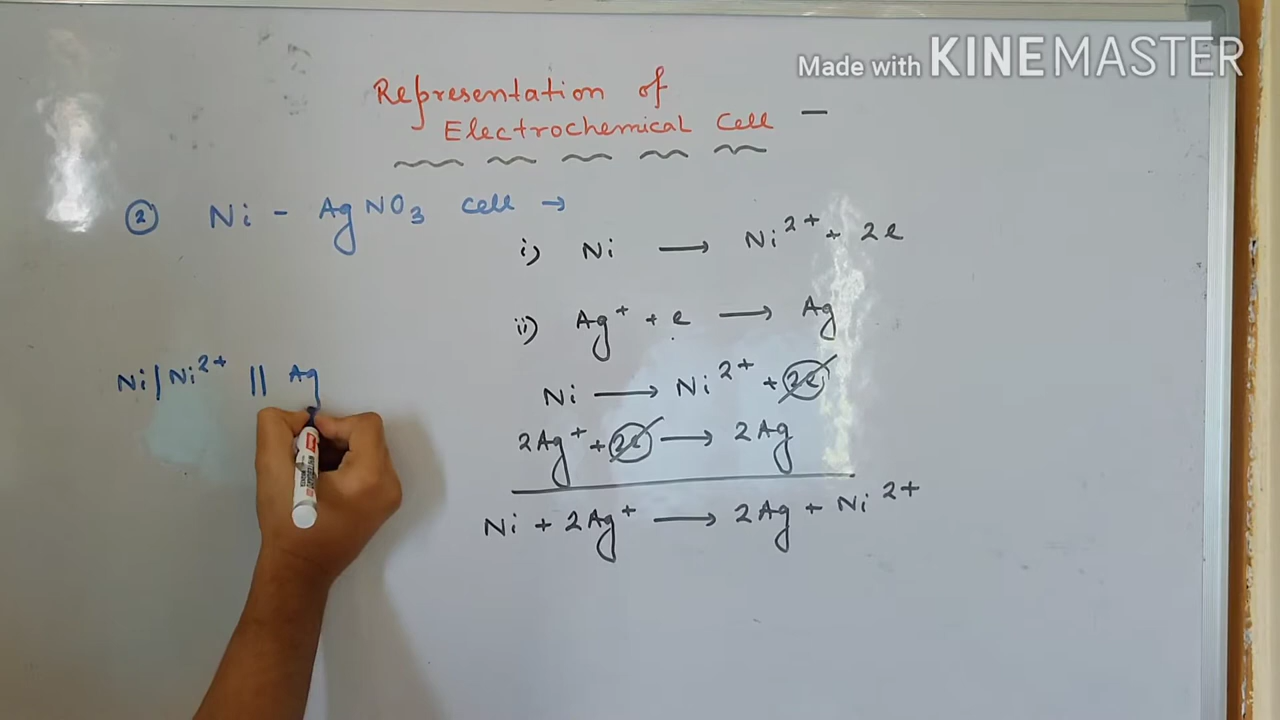 Made with KINEMASTER
Representation of
Electrochemical Cell —
② Ni - AgNO₃ cell →
i) Ni → Ni²⁺ + 2e
ii) Ag⁺ + e → Ag
Ni → Ni²⁺ + 2e
2Ag⁺ + 2e → 2Ag
Ni + 2Ag⁺ → 2Ag + Ni²⁺
Ni | Ni²⁺ || Ag